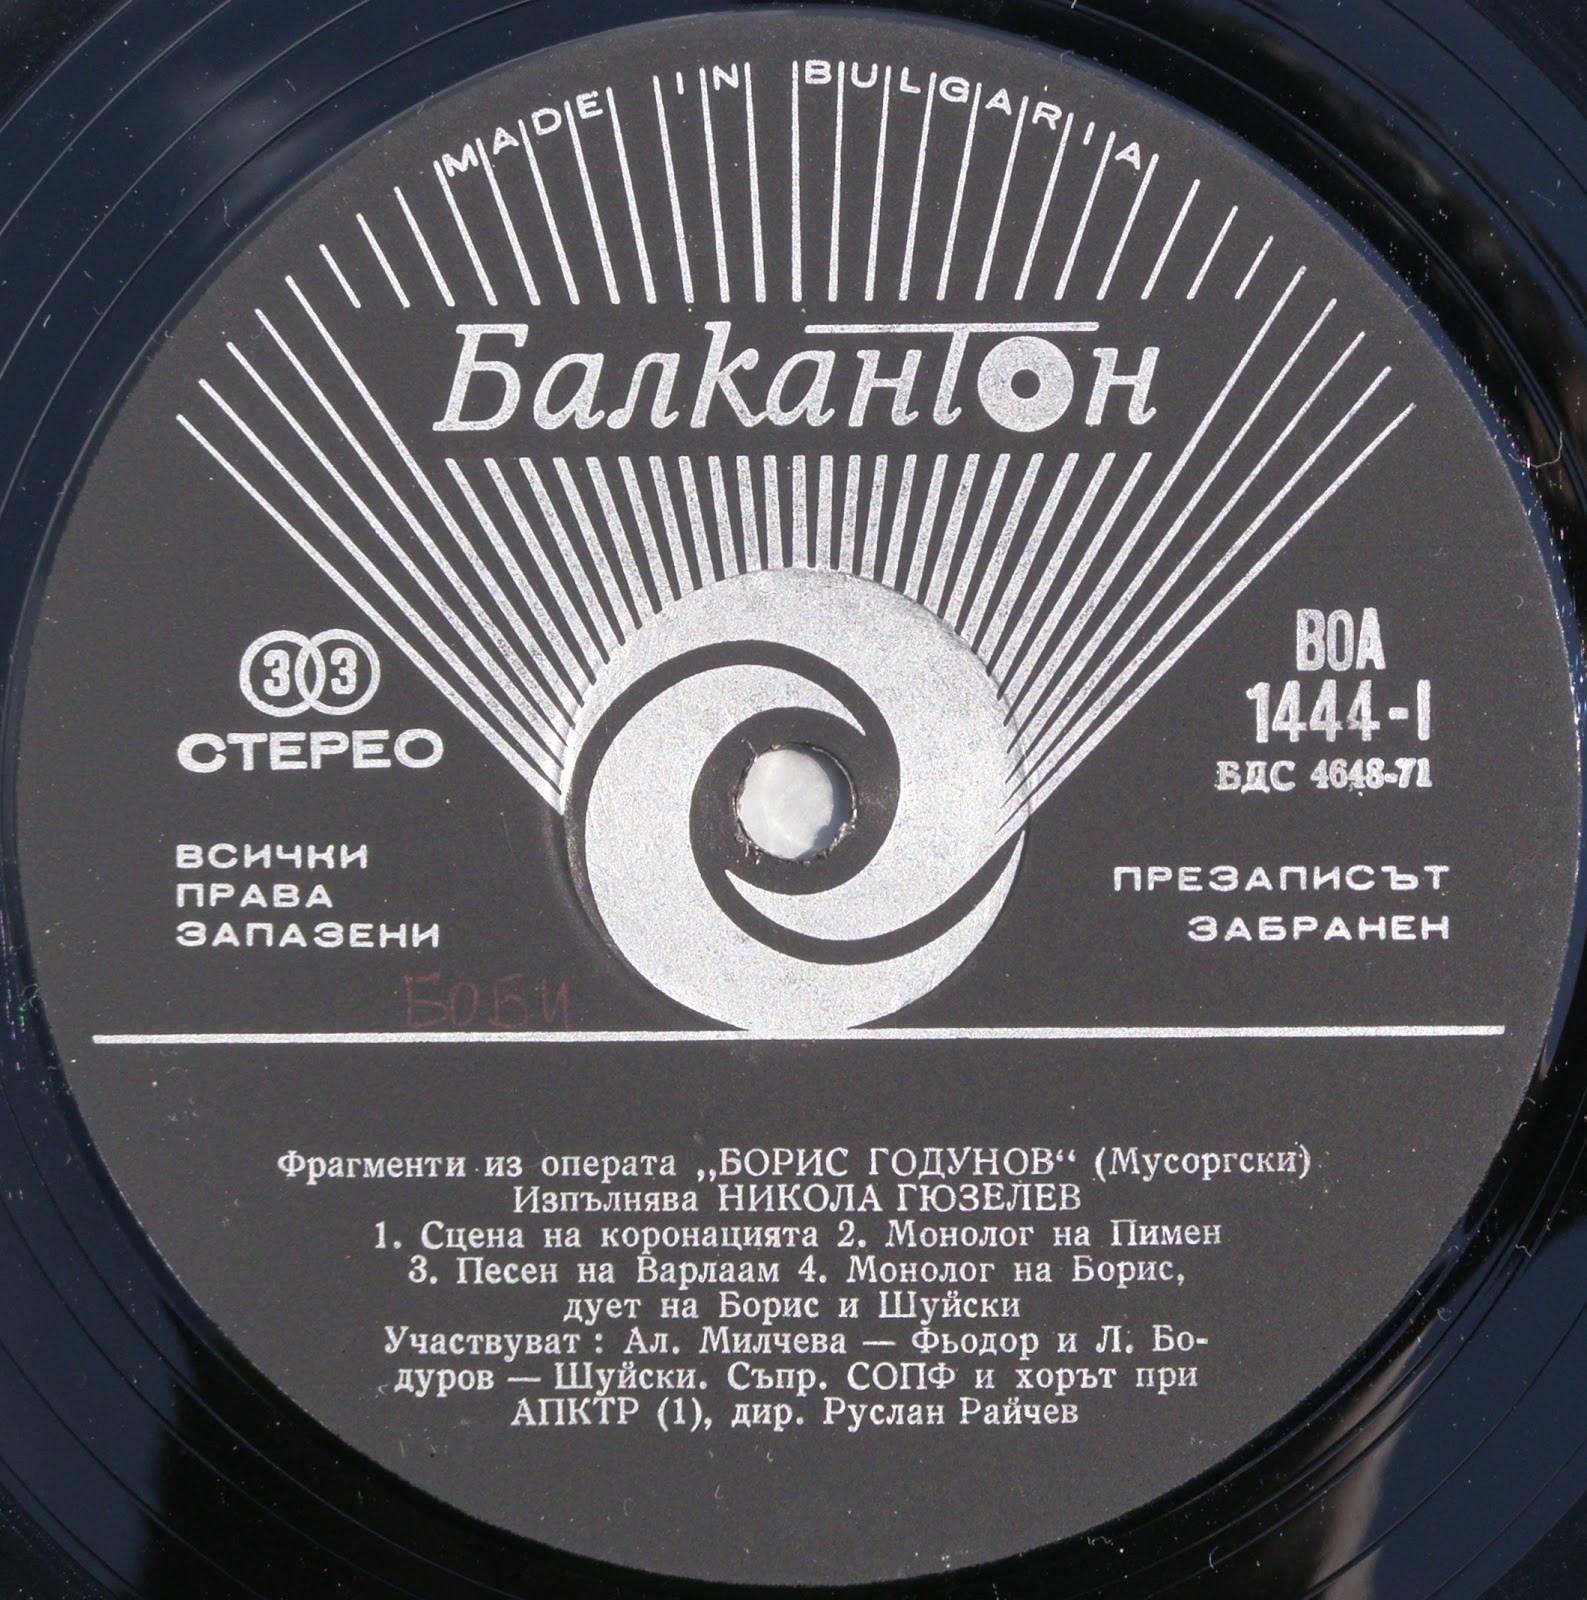 MADE IN BULGARIA
Балкантон
33
СТЕРЕО
ВОА
1444-I
БДС 4648-71
ВСИЧКИ
ПРАВА
ЗАПАЗЕНИ
ПРЕЗАПИСЪТ
ЗАБРАНЕН
БОБИ
Фрагменти из операта „БОРИС ГОДУНОВ“ (Мусоргски)
Изпълнява НИКОЛА ГЮЗЕЛЕВ
1. Сцена на коронацията 2. Монолог на Пимен
3. Песен на Варлаам 4. Монолог на Борис,
дует на Борис и Шуйски
Участвуват : Ал. Милчева — Фьодор и Л. Бо-
дуров — Шуйски. Съпр. СОПФ и хорът при
АПКТР (1), дир. Руслан Райчев